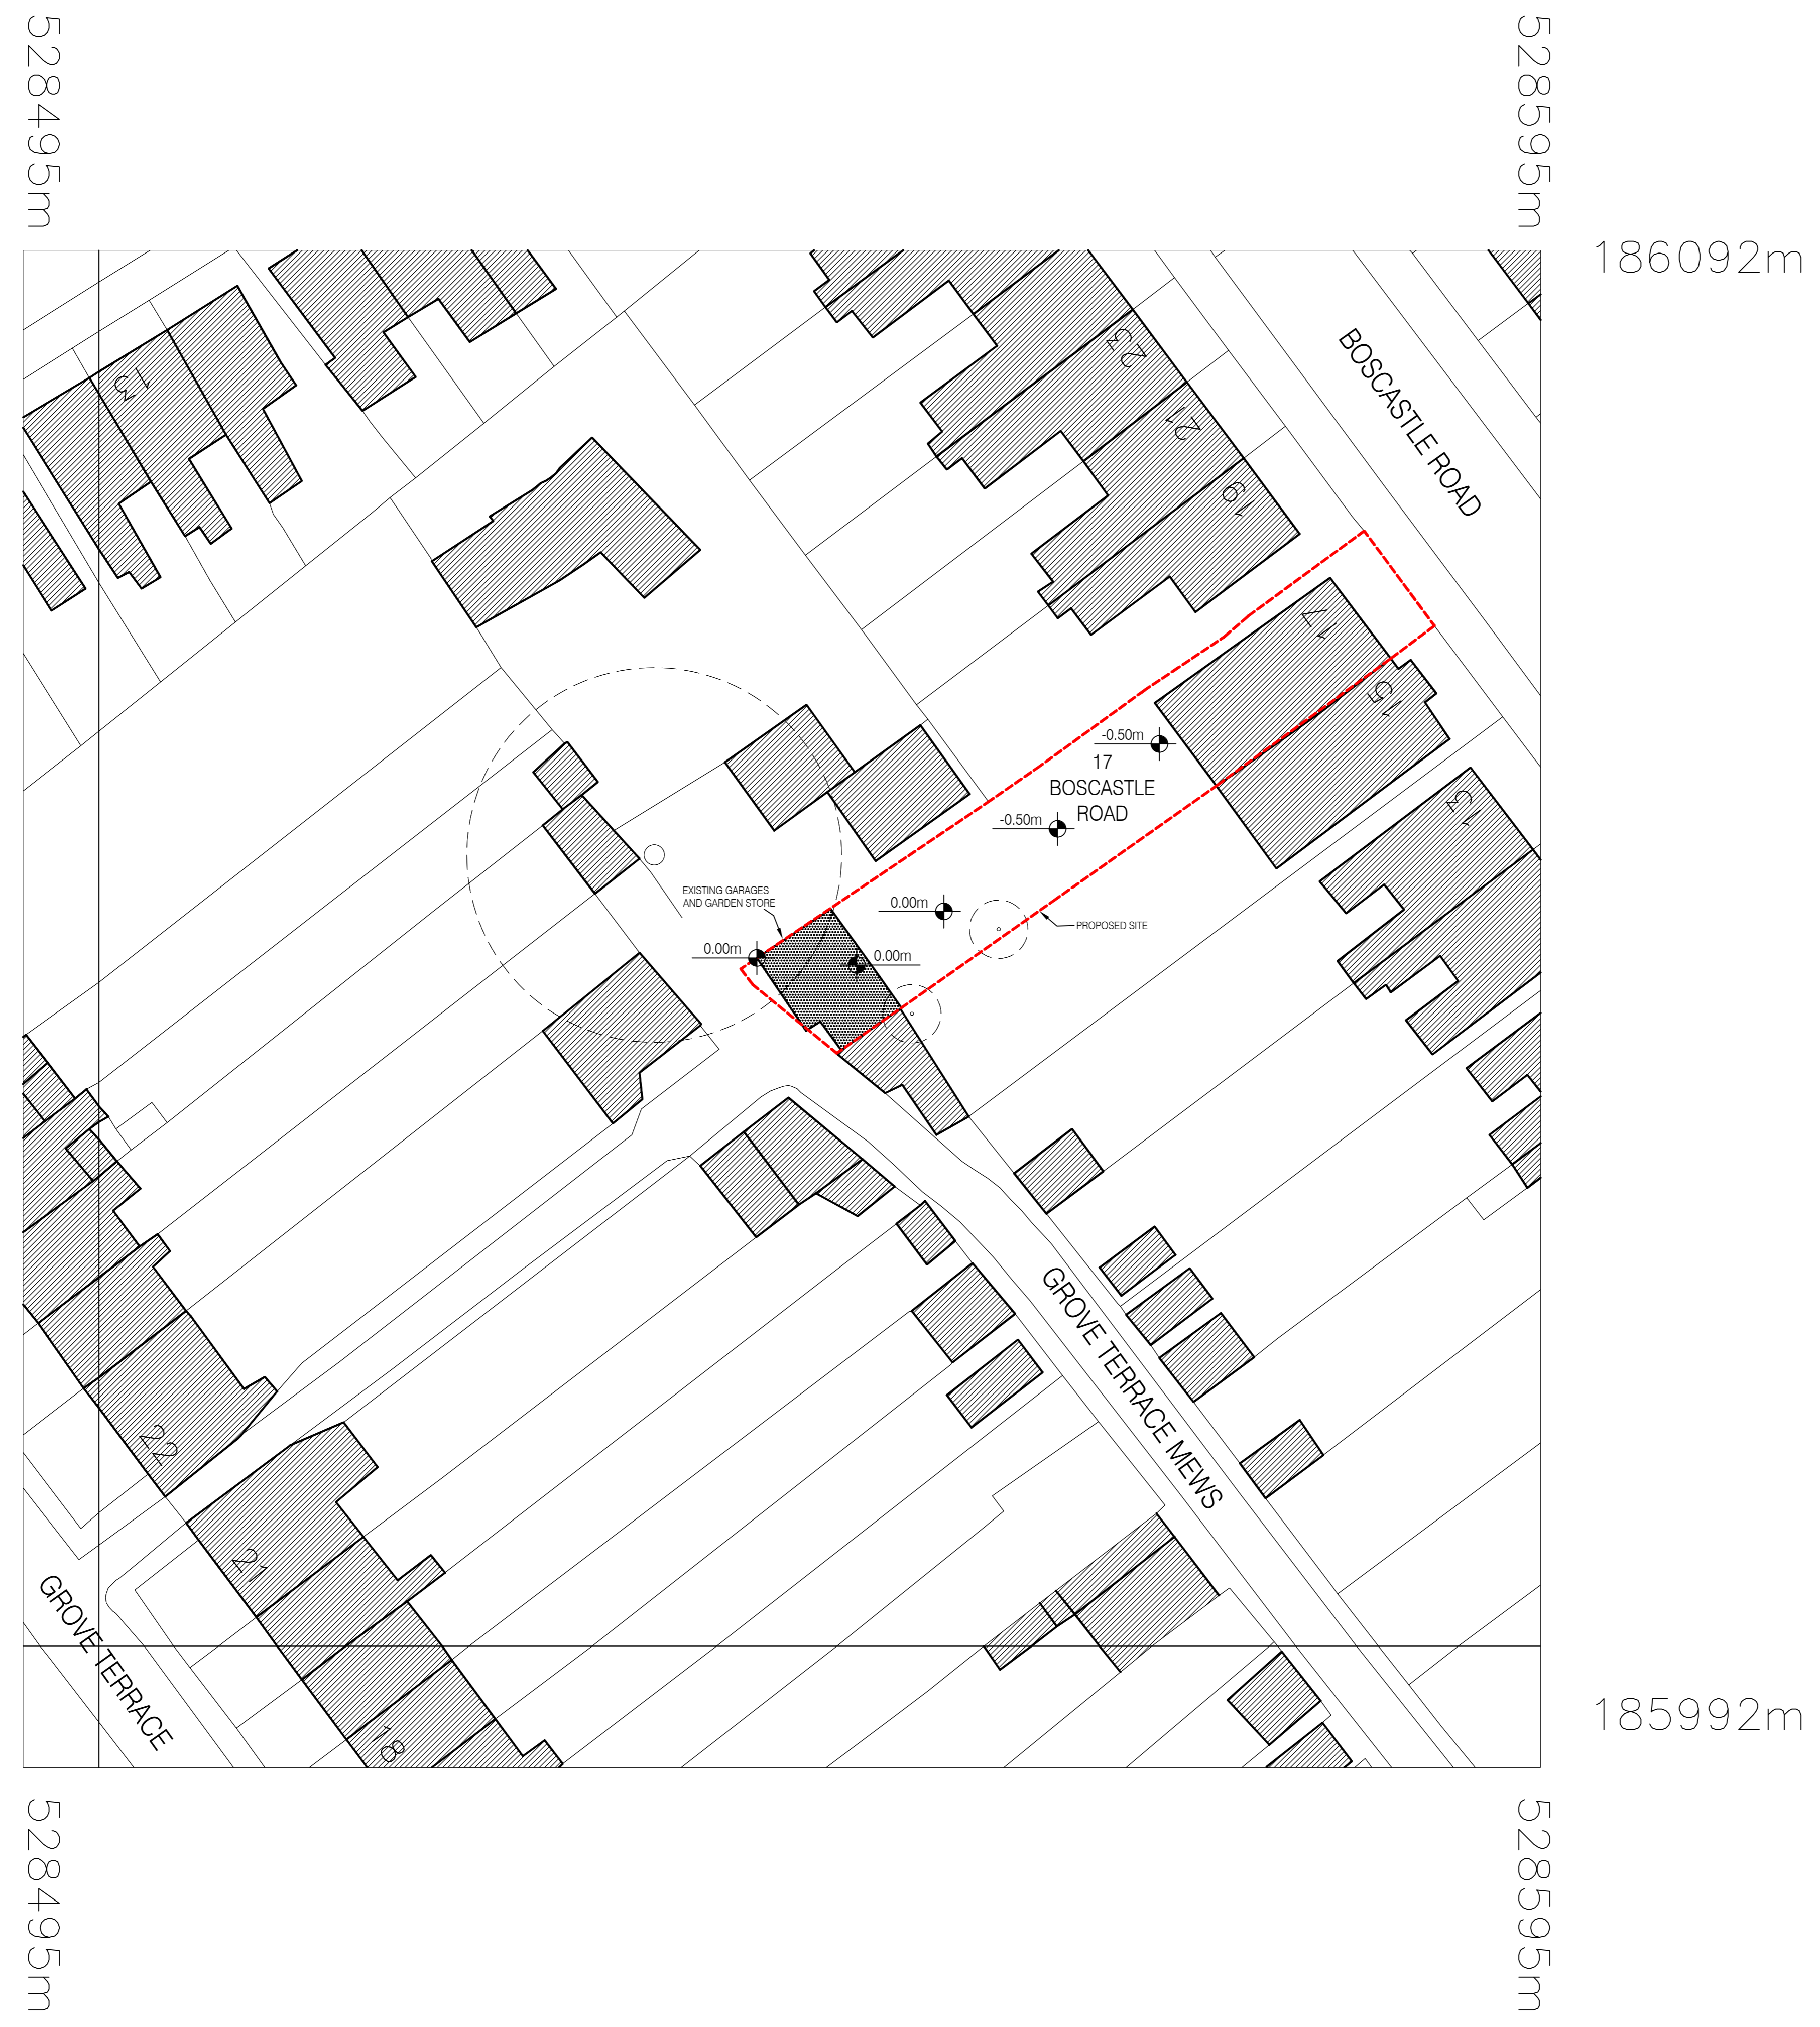 528495m
528595m
186092m
BOSCASTLE ROAD
23
13
21
19
17
15
-0.50m
17
BOSCASTLE
ROAD
13
-0.50m
EXISTING GARAGES
AND GARDEN STORE
0.00m
PROPOSED SITE
0.00m
0.00m
GROVE TERRACE MEWS
22
21
GROVE TERRACE
18
185992m
528495m
528595m